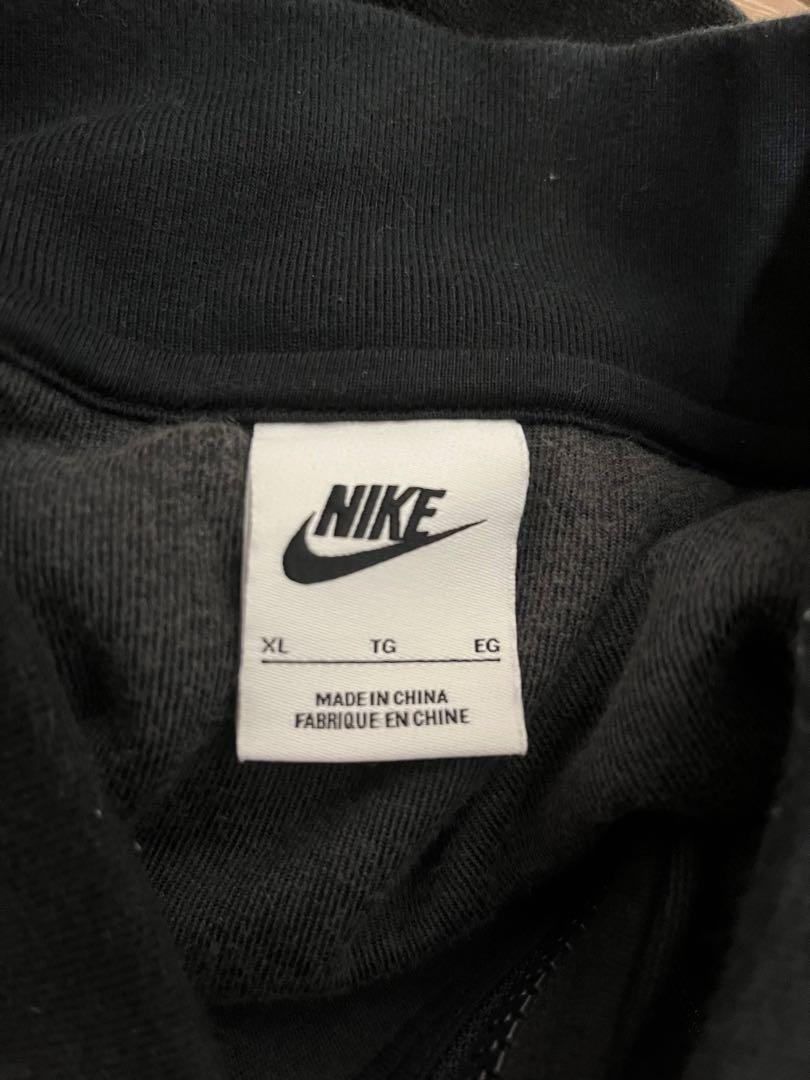 NIKE
XL TG EG
MADE IN CHINA
FABRIQUE EN CHINE